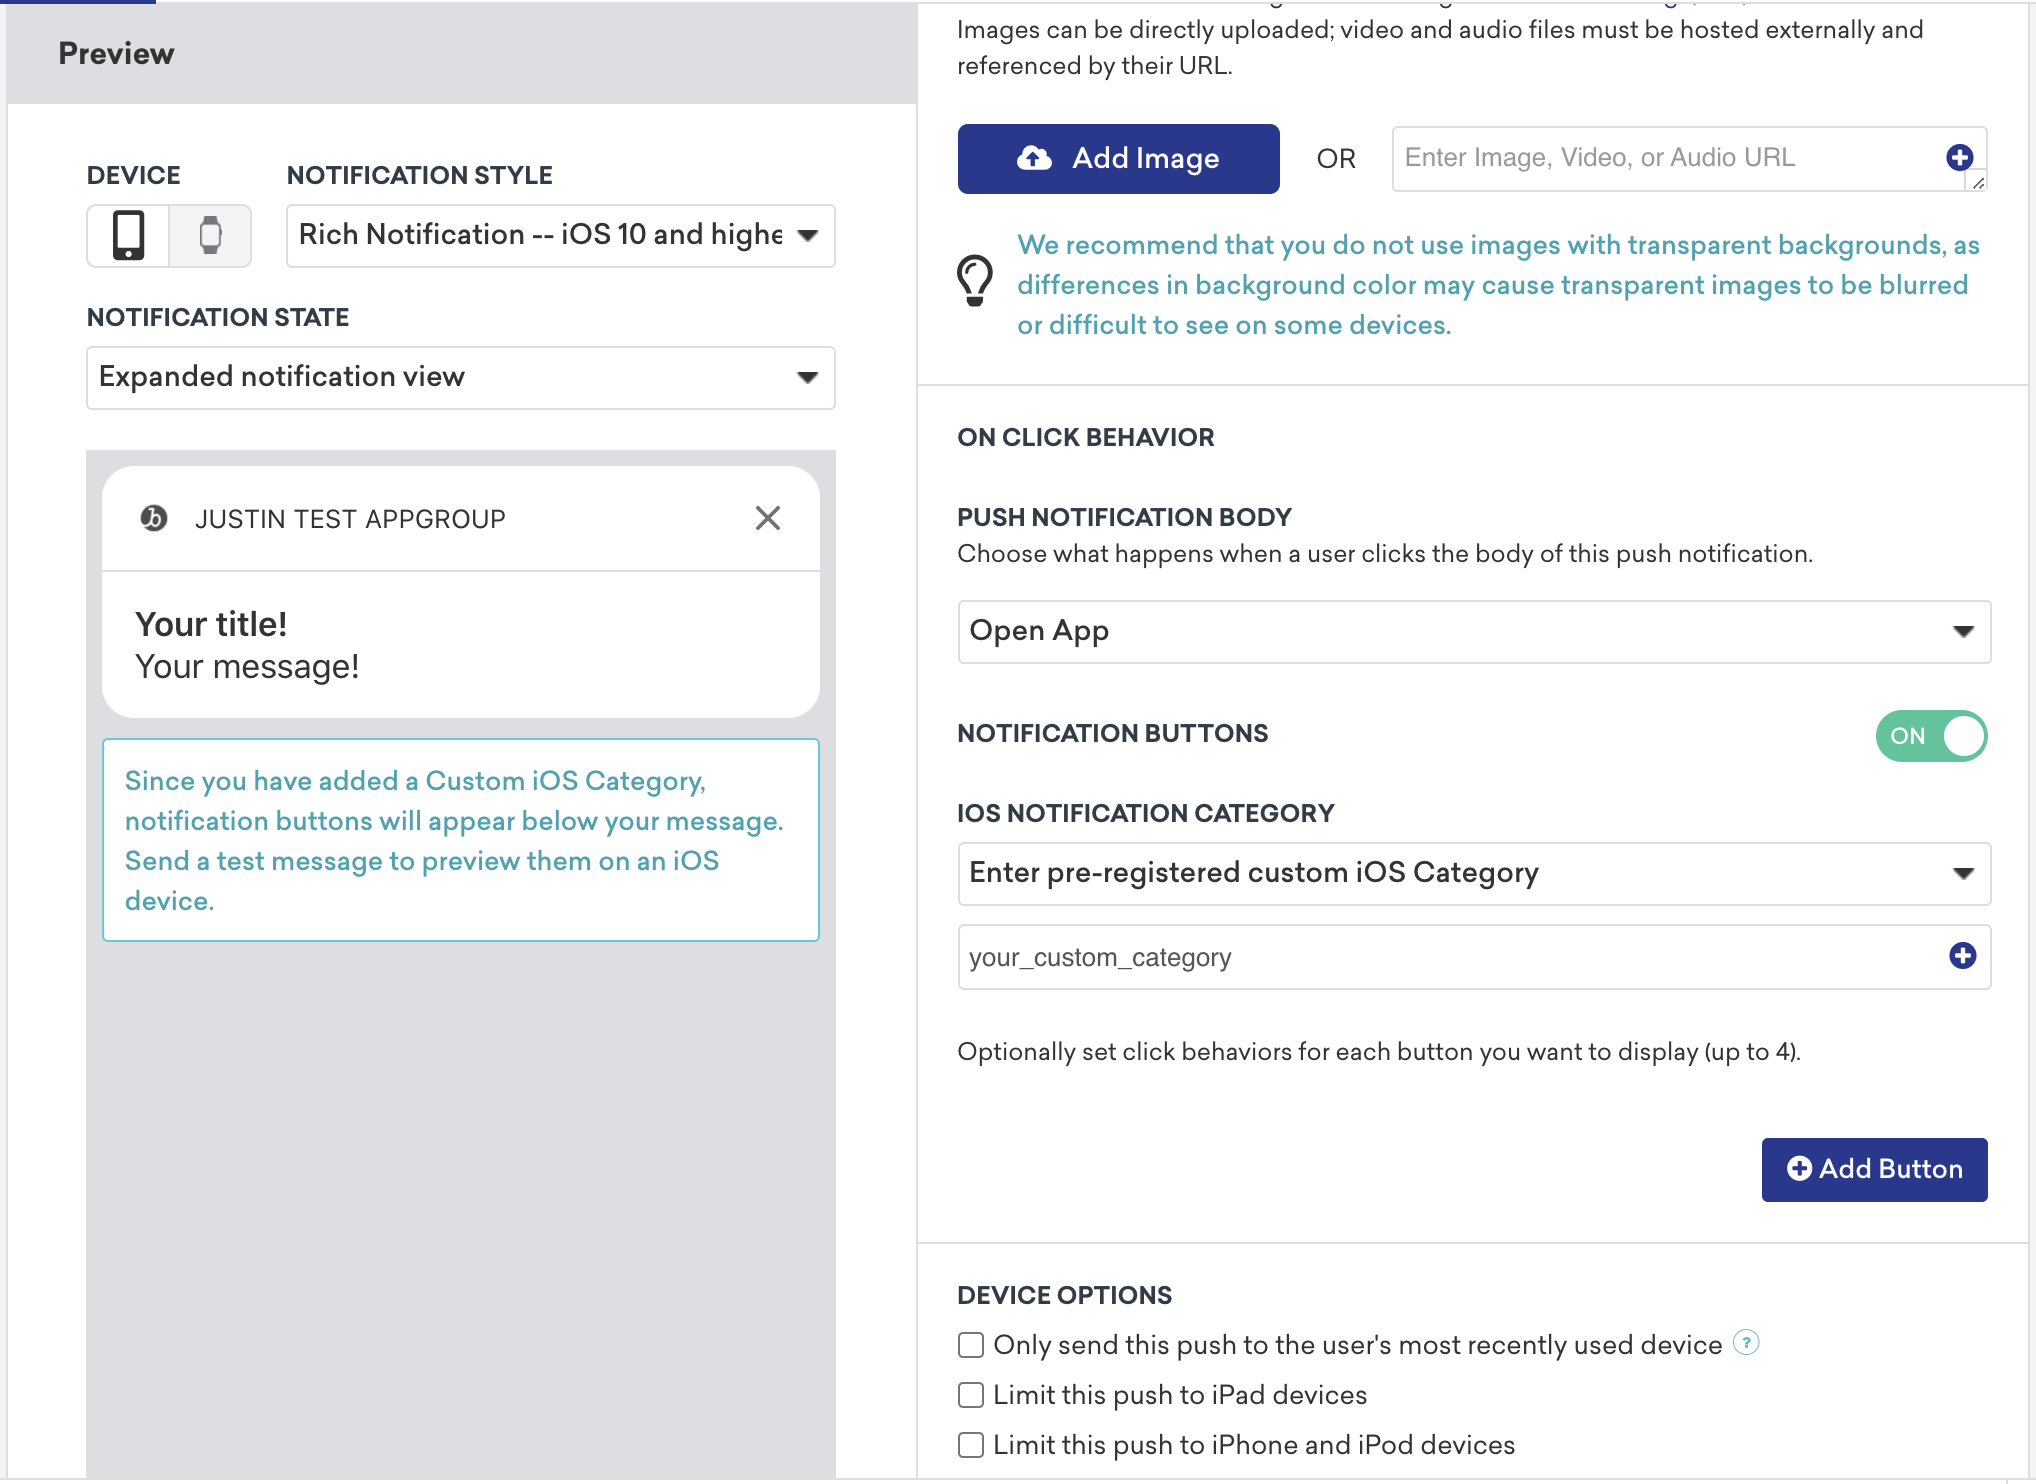 Preview
DEVICE
NOTIFICATION STYLE
Rich Notification -- iOS 10 and highe
NOTIFICATION STATE
Expanded notification view
JUSTIN TEST APPGROUP
Your title!
Your message!
Since you have added a Custom iOS Category,
notification buttons will appear below your message.
Send a test message to preview them on an iOS
device.
Images can be directly uploaded; video and audio files must be hosted externally and
referenced by their URL.
Add Image
OR
Enter Image, Video, or Audio URL
We recommend that you do not use images with transparent backgrounds, as
differences in background color may cause transparent images to be blurred
or difficult to see on some devices.
ON CLICK BEHAVIOR
PUSH NOTIFICATION BODY
Choose what happens when a user clicks the body of this push notification.
Open App
NOTIFICATION BUTTONS
ON
IOS NOTIFICATION CATEGORY
Enter pre-registered custom iOS Category
your_custom_category
Optionally set click behaviors for each button you want to display (up to 4).
Add Button
DEVICE OPTIONS
Only send this push to the user's most recently used device ?
Limit this push to iPad devices
Limit this push to iPhone and iPod devices